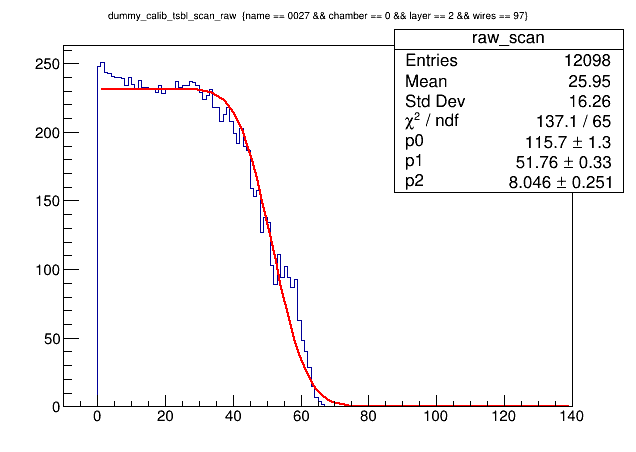 dummy_calib_tsbl_scan_raw {name == 0027 && chamber == 0 && layer == 2 && wires == 97}
raw_scan
Entries 12098
Mean 25.95
Std Dev 16.26
χ² / ndf 137.1 / 65
p0 115.7 ± 1.3
p1 51.76 ± 0.33
p2 8.046 ± 0.251
250
200
150
100
50
0
0 20 40 60 80 100 120 140